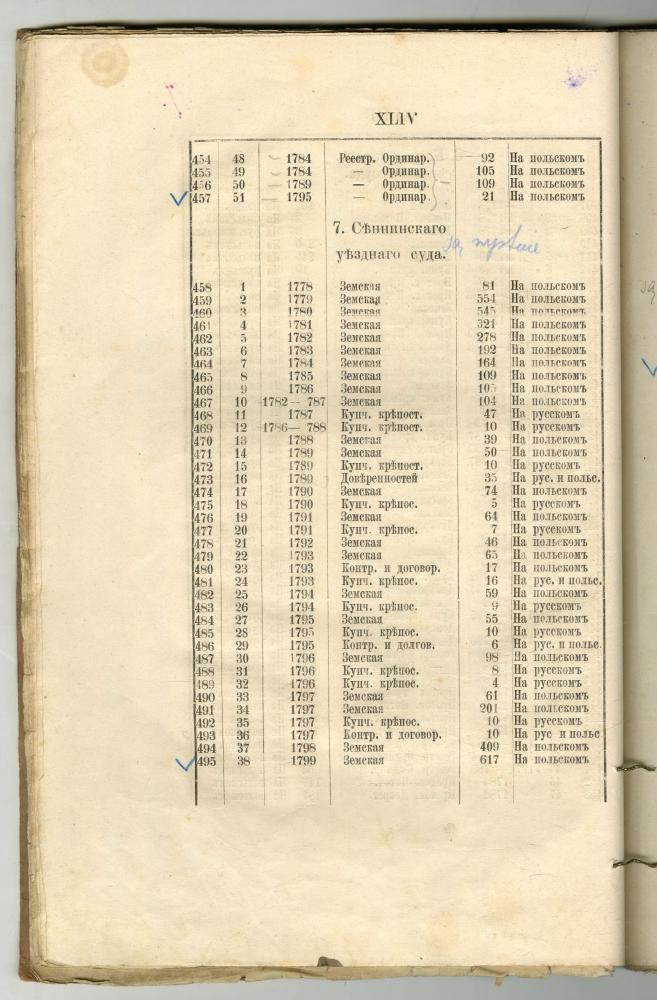 XLIV
454 48 1784 Реестр. Ординар. 92 На польскомъ
455 49 1784 — Ординар. 105 На польскомъ
456 50 1789 — Ординар. 109 На польскомъ
457 51 1795 — Ординар. 21 На польскомъ
7. Сѣннинскаго
уѣзднаго суда.
458 1 1778 Земская 81 На польскомъ
459 2 1779 Земская 554 На польскомъ
460 3 1780 Земская 545 На польскомъ
461 4 1781 Земская 321 На польскомъ
462 5 1782 Земская 278 На польскомъ
463 6 1783 Земская 192 На польскомъ
464 7 1784 Земская 164 На польскомъ
465 8 1785 Земская 109 На польскомъ
466 9 1786 Земская 105 На польскомъ
467 10 1782— 787 Земская 104 На польскомъ
468 11 1787 Купч. крѣпост. 47 На русскомъ
469 12 1786— 788 Купч. крѣпост. 10 На русскомъ
470 13 1788 Земская 39 На польскомъ
471 14 1789 Земская 50 На польскомъ
472 15 1789 Купч. крѣпост. 10 На русскомъ
473 16 1789 Довѣренностей 35 На рус. и польс.
474 17 1790 Земская 74 На польскомъ
475 18 1790 Купч. крѣпос. 5 На русскомъ
476 19 1791 Земская 64 На польскомъ
477 20 1791 Купч. крѣпос. 7 На русскомъ
478 21 1792 Земская 46 На польскомъ
479 22 1793 Земская 65 На польскомъ
480 23 1793 Контр. и договор. 17 На польскомъ
481 24 1793 Купч. крѣпос. 16 На рус. и польс.
482 25 1794 Земская 59 На польскомъ
483 26 1794 Купч. крѣпос. 9 На русскомъ
484 27 1795 Земская 55 На польскомъ
485 28 1795 Купч. крѣпос. 10 На русскомъ
486 29 1795 Контр. и долгов. 6 На рус. и польс.
487 30 1796 Земская 98 На польскомъ
488 31 1796 Купч. крѣпос. 8 На русскомъ
489 32 1796 Купч. крѣпос. 4 На русскомъ
490 33 1797 Земская 61 На польскомъ
491 34 1797 Земская 201 На польскомъ
492 35 1797 Купч. крѣпос. 10 На русскомъ
493 36 1797 Контр. и договор. 10 На рус и польс
494 37 1798 Земская 409 На польскомъ
495 38 1799 Земская 617 На польскомъ